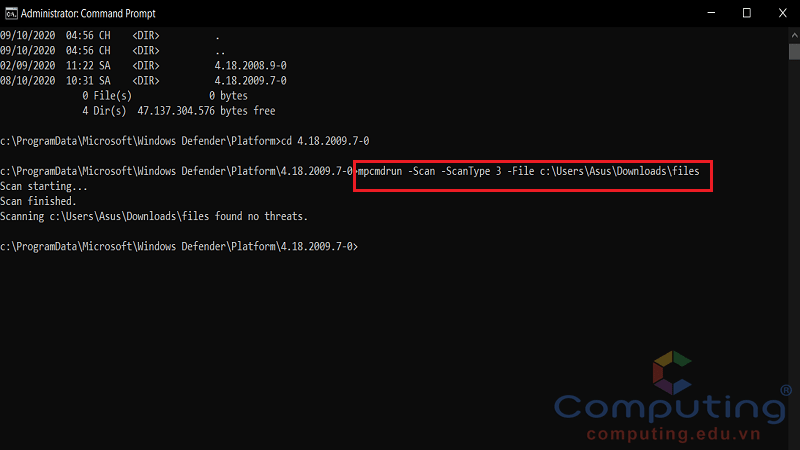 Administrator: Command Prompt
09/10/2020  04:56 CH    <DIR>          .
09/10/2020  04:56 CH    <DIR>          ..
02/09/2020  11:22 SA    <DIR>          4.18.2008.9-0
08/10/2020  10:31 SA    <DIR>          4.18.2009.7-0
0 File(s)              0 bytes
4 Dir(s)  47.137.304.576 bytes free
c:\ProgramData\Microsoft\Windows Defender\Platform>cd 4.18.2009.7-0
c:\ProgramData\Microsoft\Windows Defender\Platform\4.18.2009.7-0>mpcmdrun -Scan -ScanType 3 -File c:\Users\Asus\Downloads\files
Scan starting...
Scan finished.
Scanning c:\Users\Asus\Downloads\files found no threats.
c:\ProgramData\Microsoft\Windows Defender\Platform\4.18.2009.7-0>
Computing®
computing.edu.vn